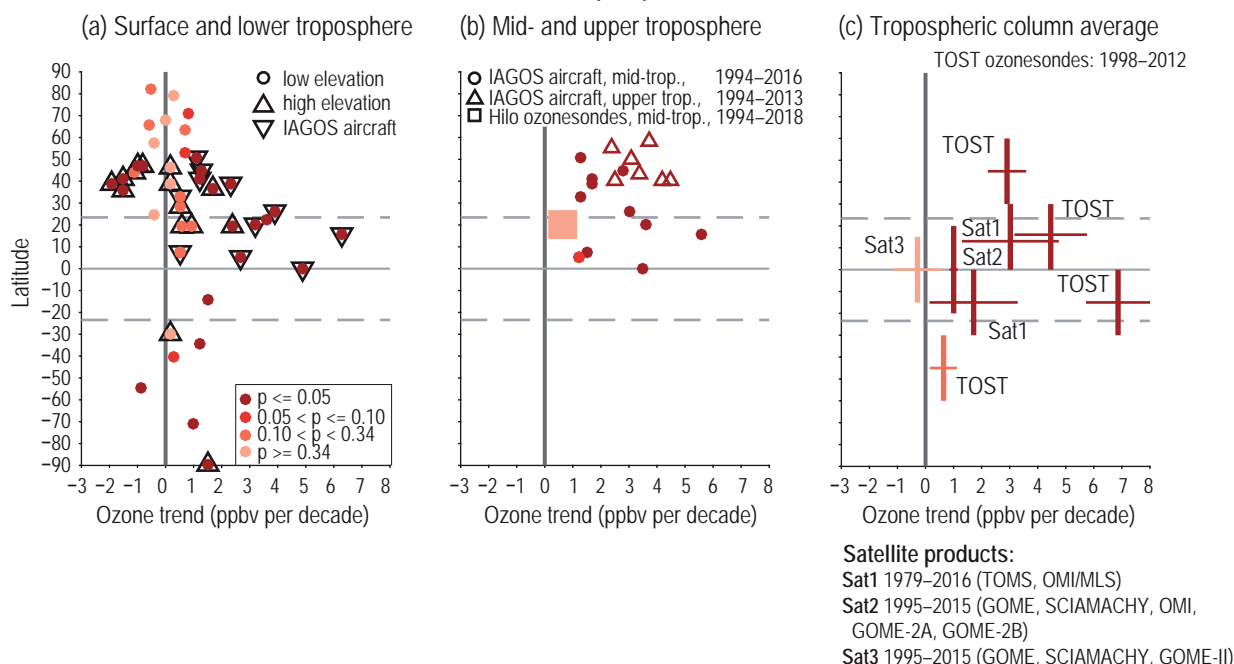 (a) Surface and lower troposphere
90
80
70
60
50
40
30
20
10
0
−10
−20
−30
−40
−50
−60
−70
−80
−90
Latitude
low elevation
high elevation
IAGOS aircraft
p <= 0.05
0.05 < p <= 0.10
0.10 < p < 0.34
p >= 0.34
−3 −2 −1 0 1 2 3 4 5 6 7 8
Ozone trend (ppbv per decade)
(b) Mid- and upper troposphere
IAGOS aircraft, mid-trop., 1994–2016
IAGOS aircraft, upper trop., 1994–2013
Hilo ozonesondes, mid-trop., 1994–2018
−3 −2 −1 0 1 2 3 4 5 6 7 8
Ozone trend (ppbv per decade)
(c) Tropospheric column average
TOST ozonesondes: 1998–2012
TOST
TOST
Sat1
Sat3
Sat2
TOST
Sat1
TOST
−3 −2 −1 0 1 2 3 4 5 6 7 8
Ozone trend (ppbv per decade)
Satellite products:
Sat1 1979–2016 (TOMS, OMI/MLS)
Sat2 1995–2015 (GOME, SCIAMACHY, OMI,
GOME-2A, GOME-2B)
Sat3 1995–2015 (GOME, SCIAMACHY, GOME-II)